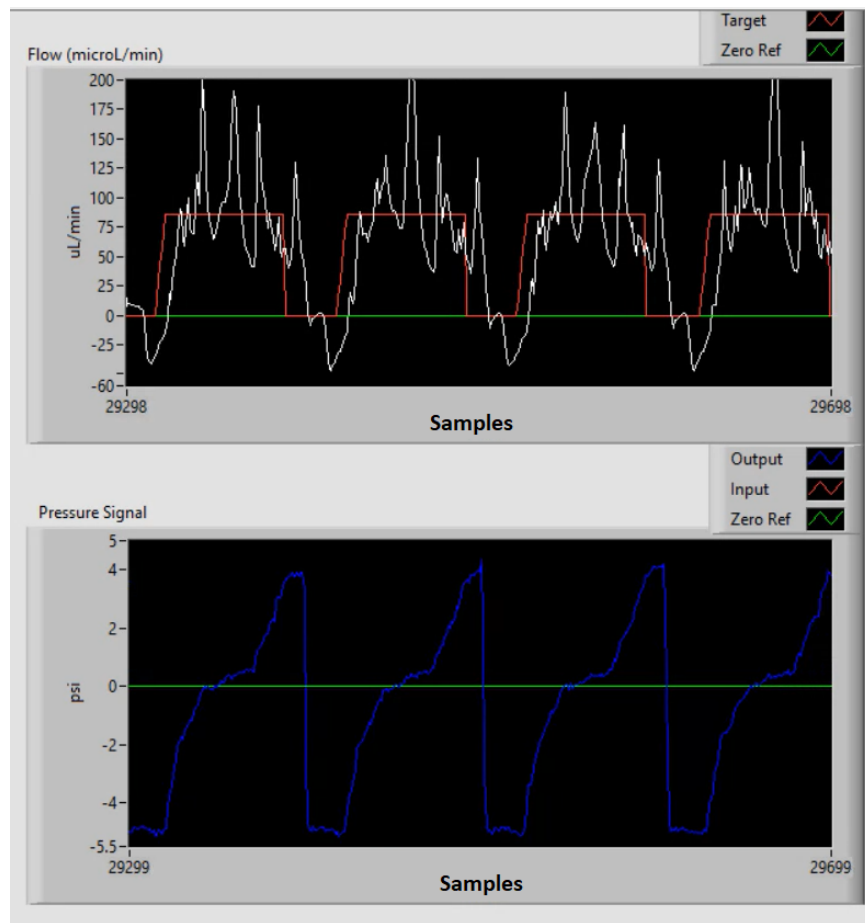 Target
Zero Ref
Flow (microL/min)
200
175
150
125
100
75
50
25
0
-25
-60
uL/min
29298
29698
Samples
Output
Input
Zero Ref
Pressure Signal
5
4
2
0
-2
-4
-5.5
psi
29299
29699
Samples